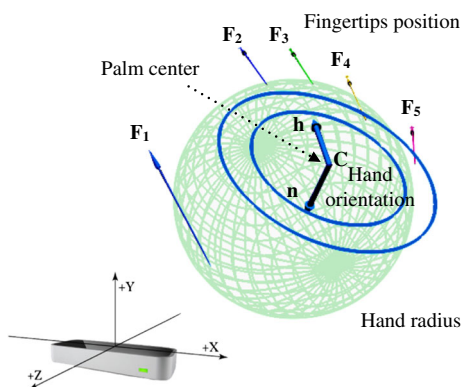 Fingertips position
F2
F3
F4
Palm center
F5
F1
h
C
n
Hand
orientation
+Y
Hand radius
+X
+Z